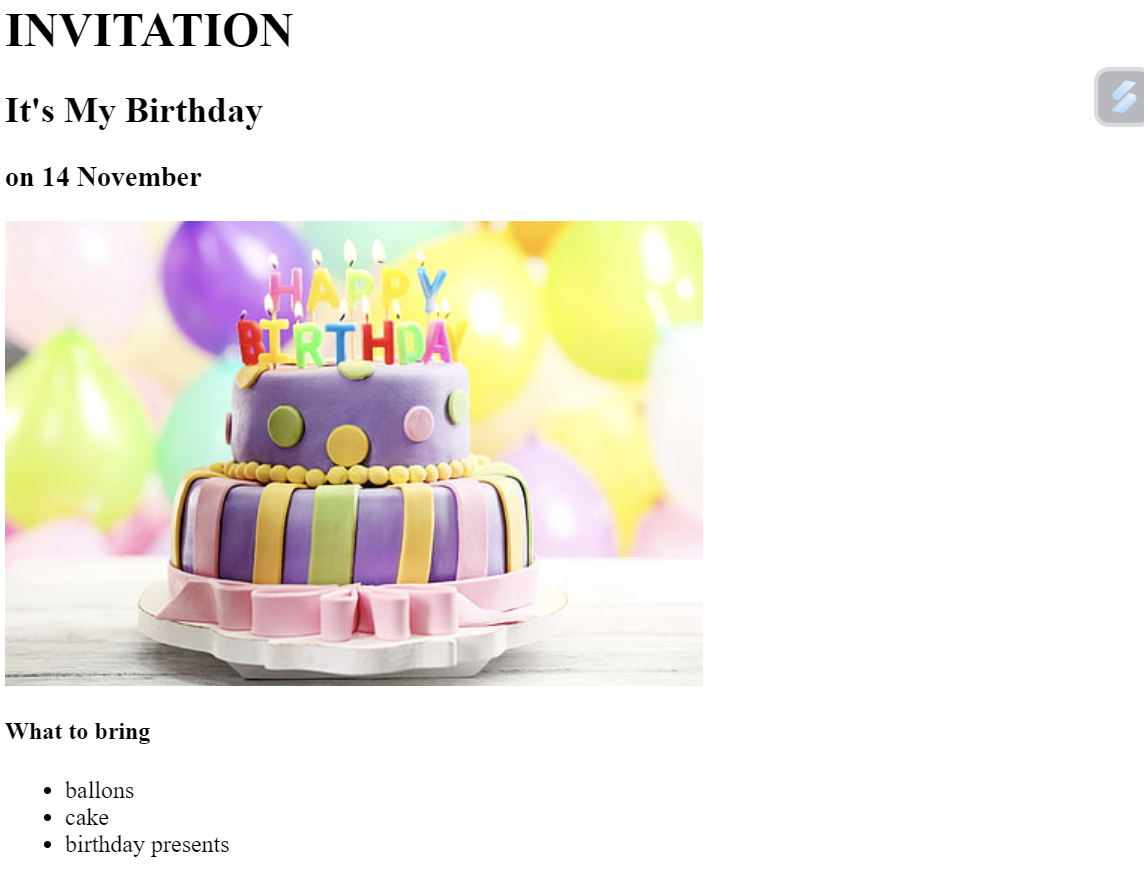 INVITATION
It's My Birthday
on 14 November
HAPPY
BIRTHDAY
What to bring
ballons
cake
birthday presents